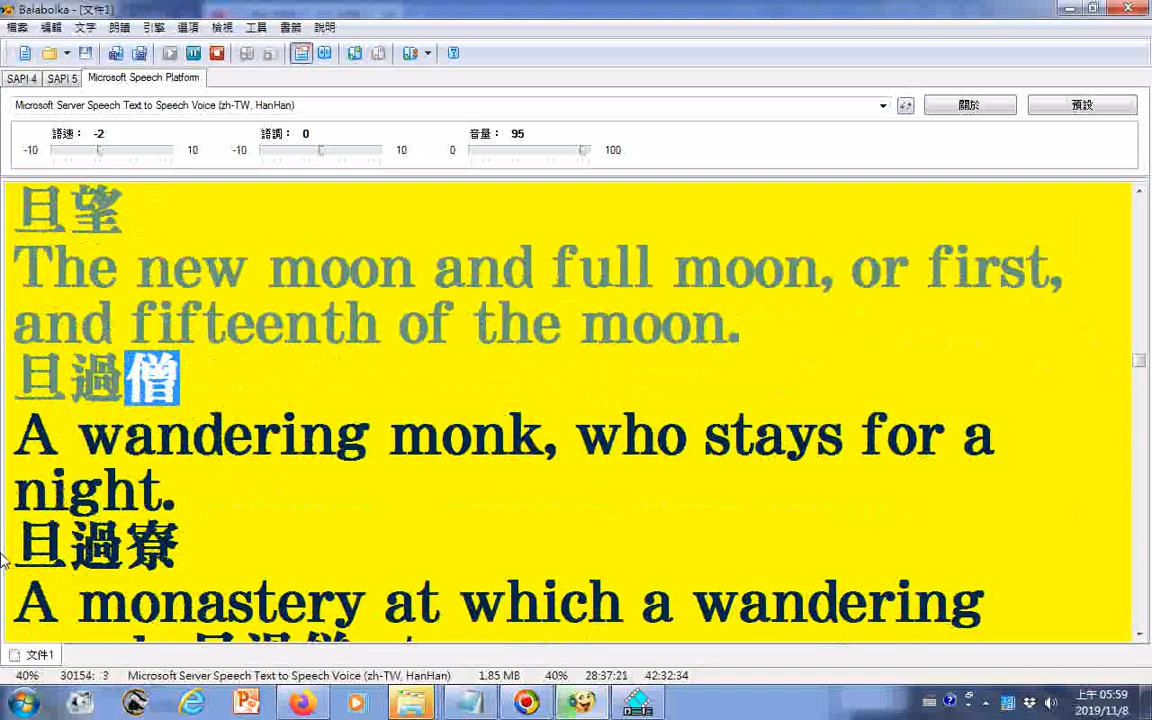 Balabolka - [文件1]
檔案 編輯 文字 朗讀 引擎 選項 檢視 工具 書籤 說明
SAPI 4 SAPI 5 Microsoft Speech Platform
Microsoft Server Speech Text to Speech Voice (zh-TW, HanHan) 關於 預設
語速： -2 語調： 0 音量： 95
-10 10 -10 10 0 100
旦望
The new moon and full moon, or first,
and fifteenth of the moon.
旦過僧
A wandering monk, who stays for a
night.
旦過寮
A monastery at which a wandering
旦過僧
文件1
40% 30154: 3 Microsoft Server Speech Text to Speech Voice (zh-TW, HanHan) 1.85 MB 40% 28:37:21 42:32:34
上午 05:59
2019/11/8